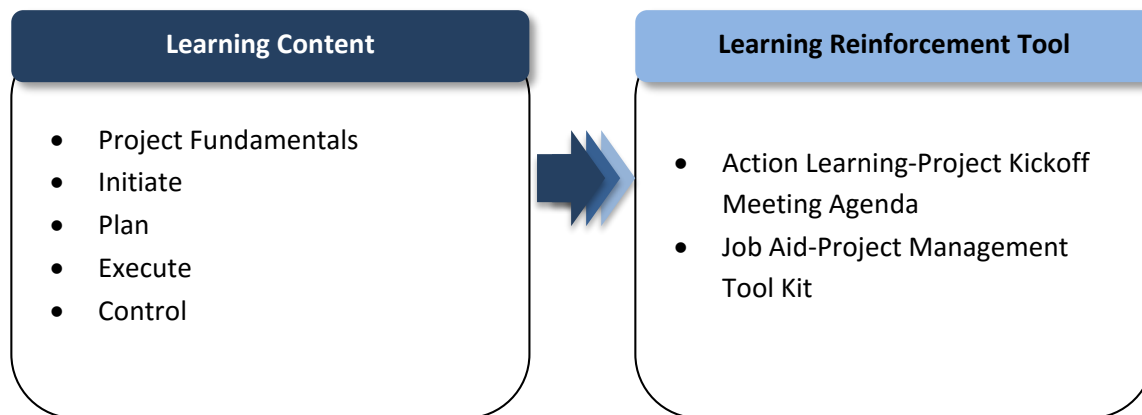 Learning Content
• Project Fundamentals
• Initiate
• Plan
• Execute
• Control
Learning Reinforcement Tool
• Action Learning-Project Kickoff
Meeting Agenda
• Job Aid-Project Management
Tool Kit